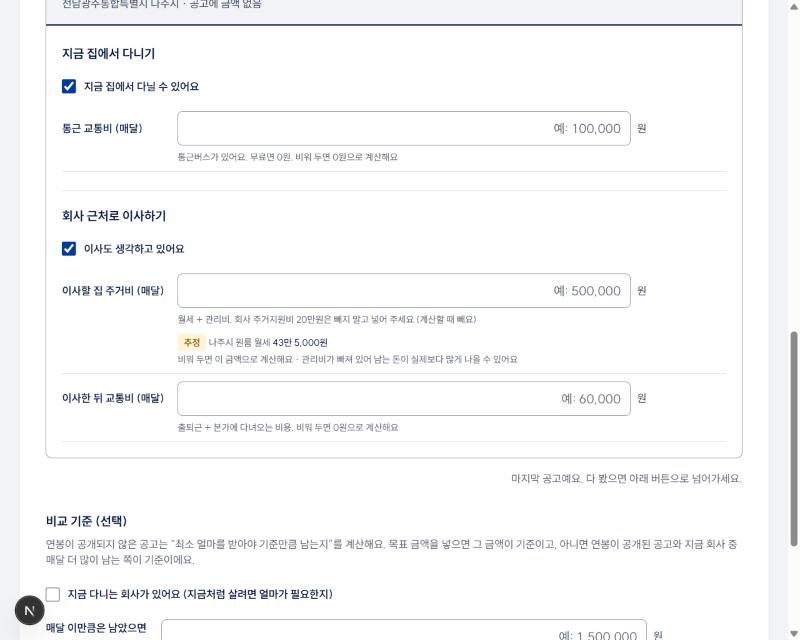 전남광주통합특별시 나주시 · 공고에 금액 없음
지금 집에서 다니기
지금 집에서 다닐 수 있어요
통근 교통비 (매달)
예: 100,000
원
통근버스가 있어요. 무료면 0원. 비워 두면 0원으로 계산해요
회사 근처로 이사하기
이사도 생각하고 있어요
이사할 집 주거비 (매달)
예: 500,000
원
월세 + 관리비. 회사 주거지원비 20만원은 빼지 말고 넣어 주세요 (계산할 때 빼요)
추정 나주시 원룸 월세 43만 5,000원
비워 두면 이 금액으로 계산해요 · 관리비가 빠져 있어 남는 돈이 실제보다 많게 나올 수 있어요
이사한 뒤 교통비 (매달)
예: 60,000
원
출퇴근 + 본가에 다녀오는 비용. 비워 두면 0원으로 계산해요
마지막 공고예요. 다 봤으면 아래 버튼으로 넘어가세요.
비교 기준 (선택)
연봉이 공개되지 않은 공고는 "최소 얼마를 받아야 기준만큼 남는지"를 계산해요. 목표 금액을 넣으면 그 금액이 기준이고, 아니면 연봉이 공개된 공고와 지금 회사 중
매달 더 많이 남는 쪽이 기준이에요.
지금 다니는 회사가 있어요 (지금처럼 살려면 얼마가 필요한지)
N
매달 이만큼은 남았으면
예: 1,500,000
원